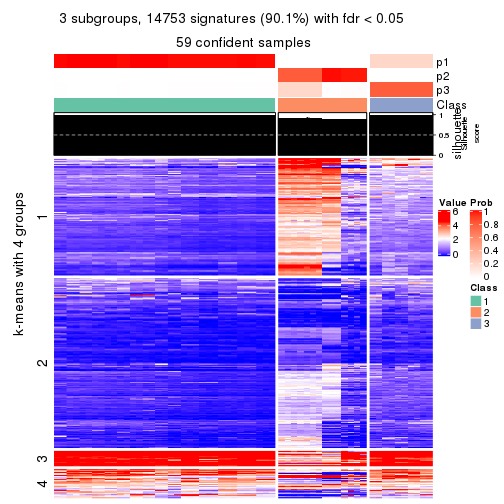 3 subgroups, 14753 signatures (90.1%) with fdr < 0.05
59 confident samples
p1
p2
p3
Class
1
0.5
0
silhouette
Silhouette
score
k-means with 4 groups
1
2
3
4
Value
6
4
2
0
Prob
1
0.8
0.6
0.4
0.2
0
Class
1
2
3